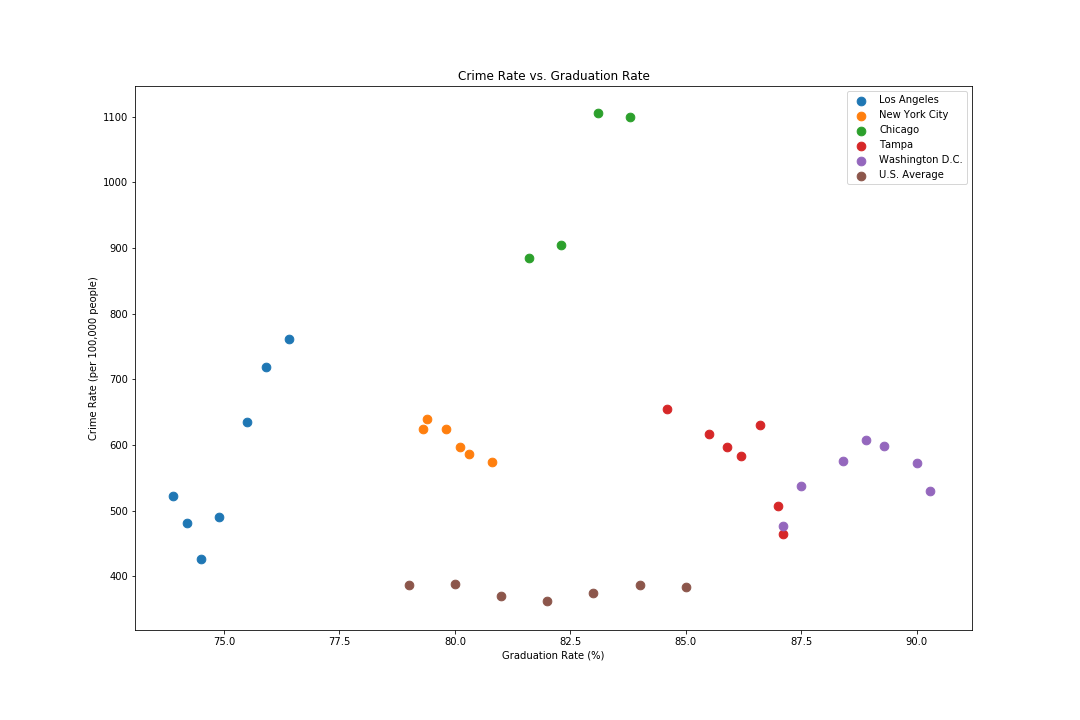 Crime Rate vs. Graduation Rate
Los Angeles
New York City
Chicago
Tampa
Washington D.C.
U.S. Average
Crime Rate (per 100,000 people)
1100
1000
900
800
700
600
500
400
75.0
77.5
80.0
82.5
85.0
87.5
90.0
Graduation Rate (%)